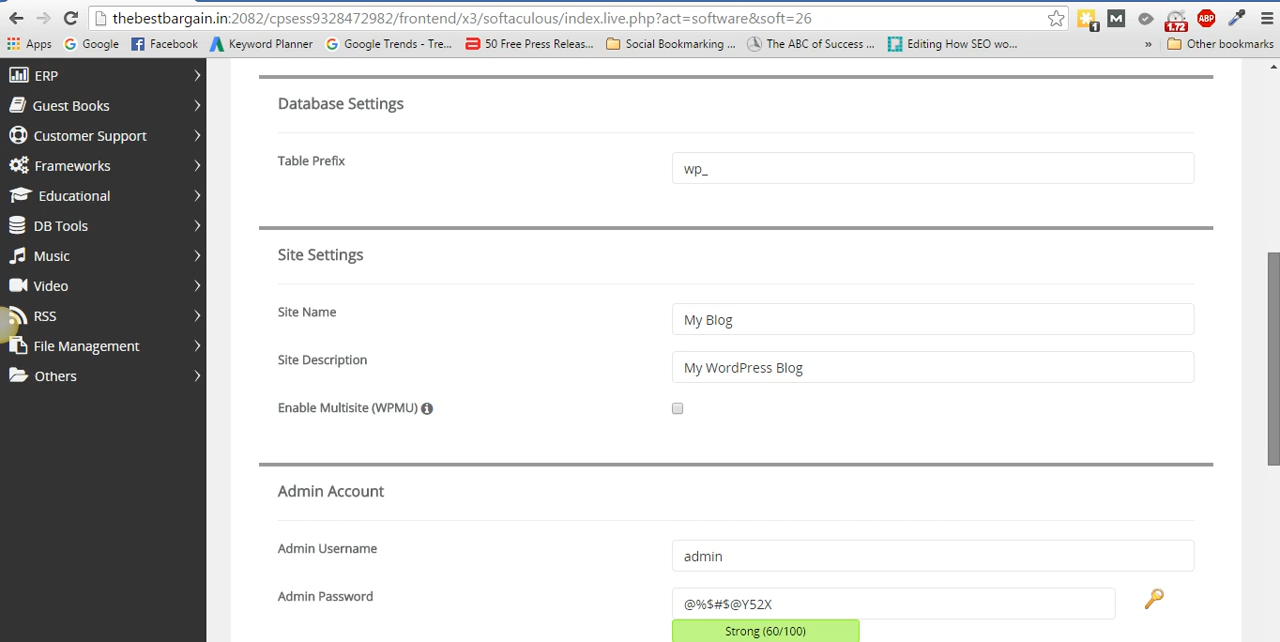 thebestbargain.in:2082/cpsess9328472982/frontend/x3/softaculous/index.live.php?act=software&soft=26
1 M 1.72 ABP
Apps Google Facebook Keyword Planner Google Trends - Tre... 50 Free Press Releas... Social Bookmarking ... The ABC of Success ... Editing How SEO wo... » Other bookmarks
ERP
Guest Books
Customer Support
Frameworks
Educational
DB Tools
Music
Video
RSS
File Management
Others
Database Settings
Table Prefix
wp_
Site Settings
Site Name
My Blog
Site Description
My WordPress Blog
Enable Multisite (WPMU)
Admin Account
Admin Username
admin
Admin Password
@%$#$@Y52X
Strong (60/100)